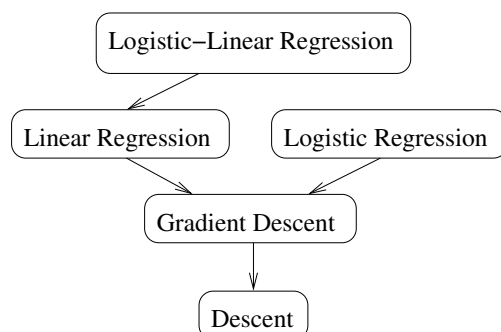 Logistic−Linear Regression
Linear Regression
Logistic Regression
Gradient Descent
Descent